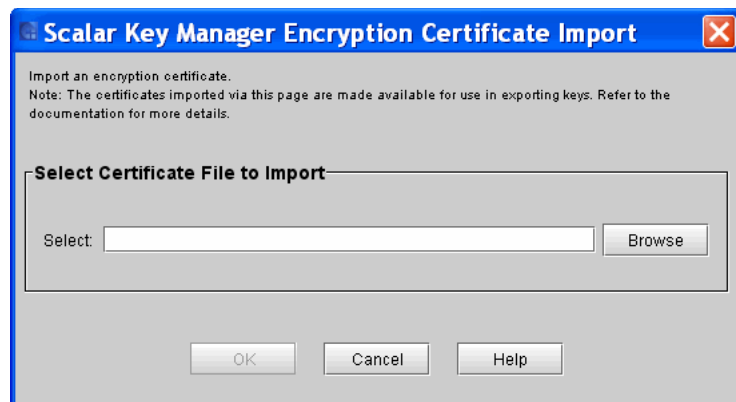 Scalar Key Manager Encryption Certificate Import
Import an encryption certificate.
Note: The certificates imported via this page are made available for use in exporting keys. Refer to the
documentation for more details.
Select Certificate File to Import
Select:
Browse
OK
Cancel
Help